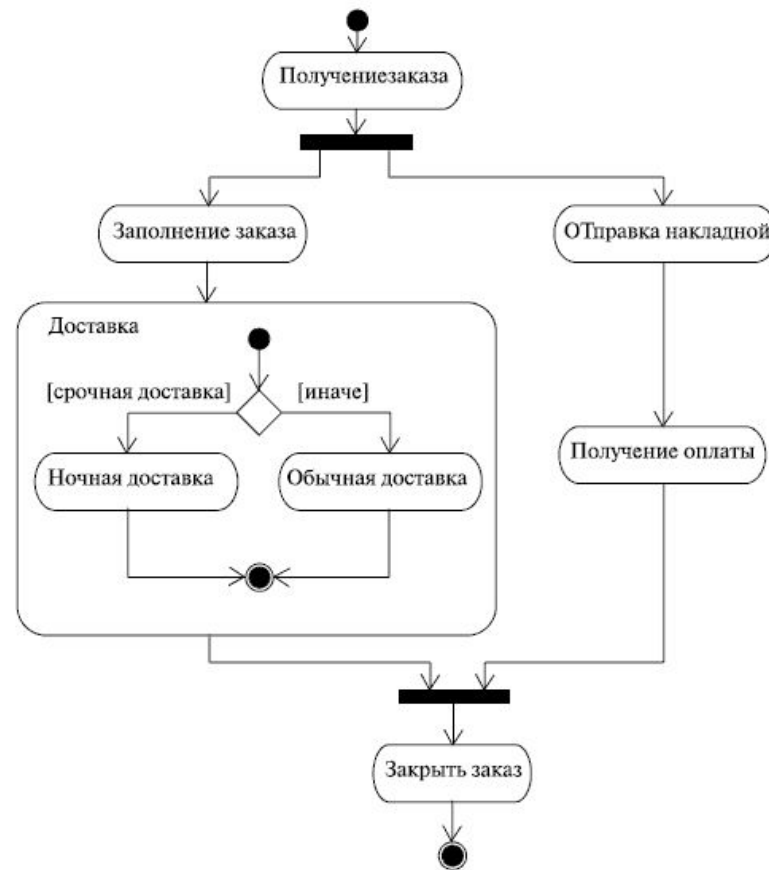 Получениезаказа
Заполнение заказа
ОТправка накладной
Доставка
[срочная доставка]
[иначе]
Ночная доставка
Обычная доставка
Получение оплаты
Закрыть заказ